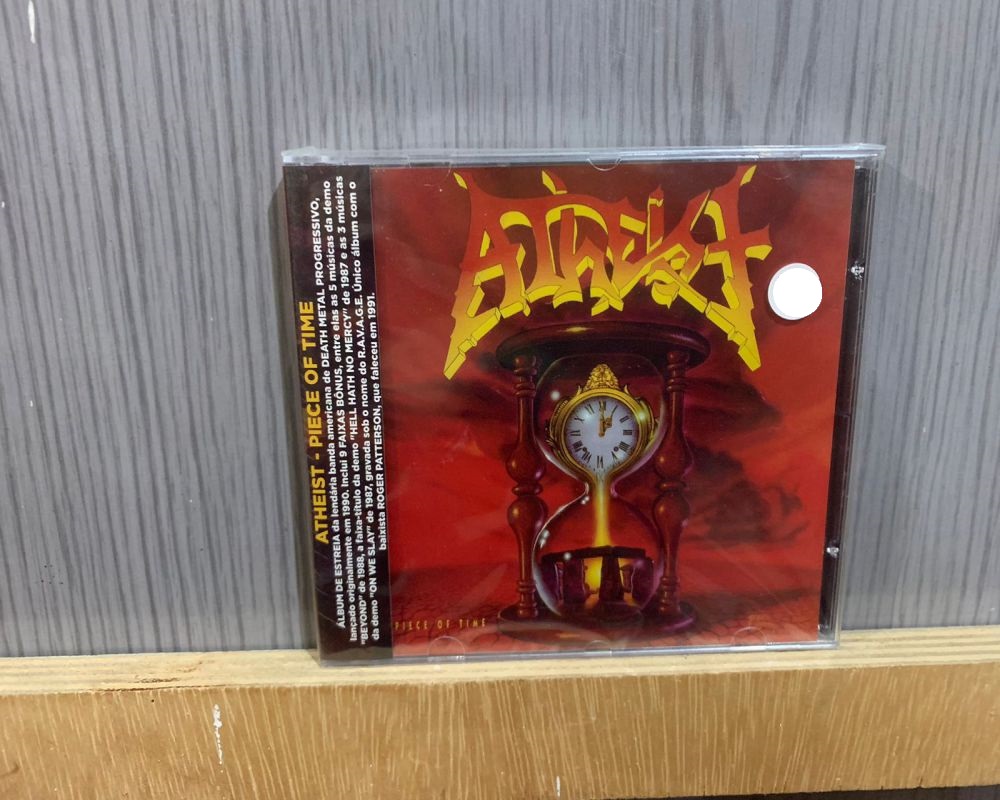 ATHEIST - PIECE OF TIME
ÁLBUM DE ESTREIA da lendária banda americana de DEATH METAL PROGRESSIVO,
lançado originalmente em 1990. Inclui 9 FAIXAS BÔNUS, entre elas as 5 músicas da demo
"BEYOND" de 1988, a faixa-título da demo "HELL HATH NO MERCY" de 1987 e as 3 músicas
da demo "ON WE SLAY" de 1987, gravada sob o nome do R.A.V.A.G.E. Único álbum com o
baixista ROGER PATTERSON, que faleceu em 1991.
ATHEIST
PIECE OF TIME